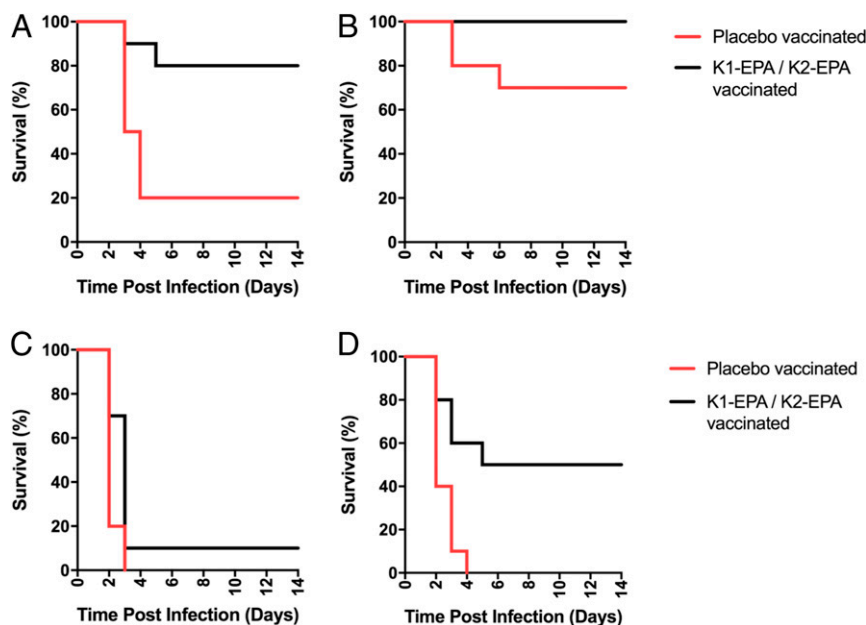 A
100
80
60
40
20
0
Survival (%)
0 2 4 6 8 10 12 14
Time Post Infection (Days)
B
100
80
60
40
20
0
Survival (%)
0 2 4 6 8 10 12 14
Time Post Infection (Days)
Placebo vaccinated
K1-EPA / K2-EPA
vaccinated
C
100
80
60
40
20
0
Survival (%)
0 2 4 6 8 10 12 14
Time Post Infection (Days)
D
100
80
60
40
20
0
Survival (%)
0 2 4 6 8 10 12 14
Time Post Infection (Days)
Placebo vaccinated
K1-EPA / K2-EPA
vaccinated